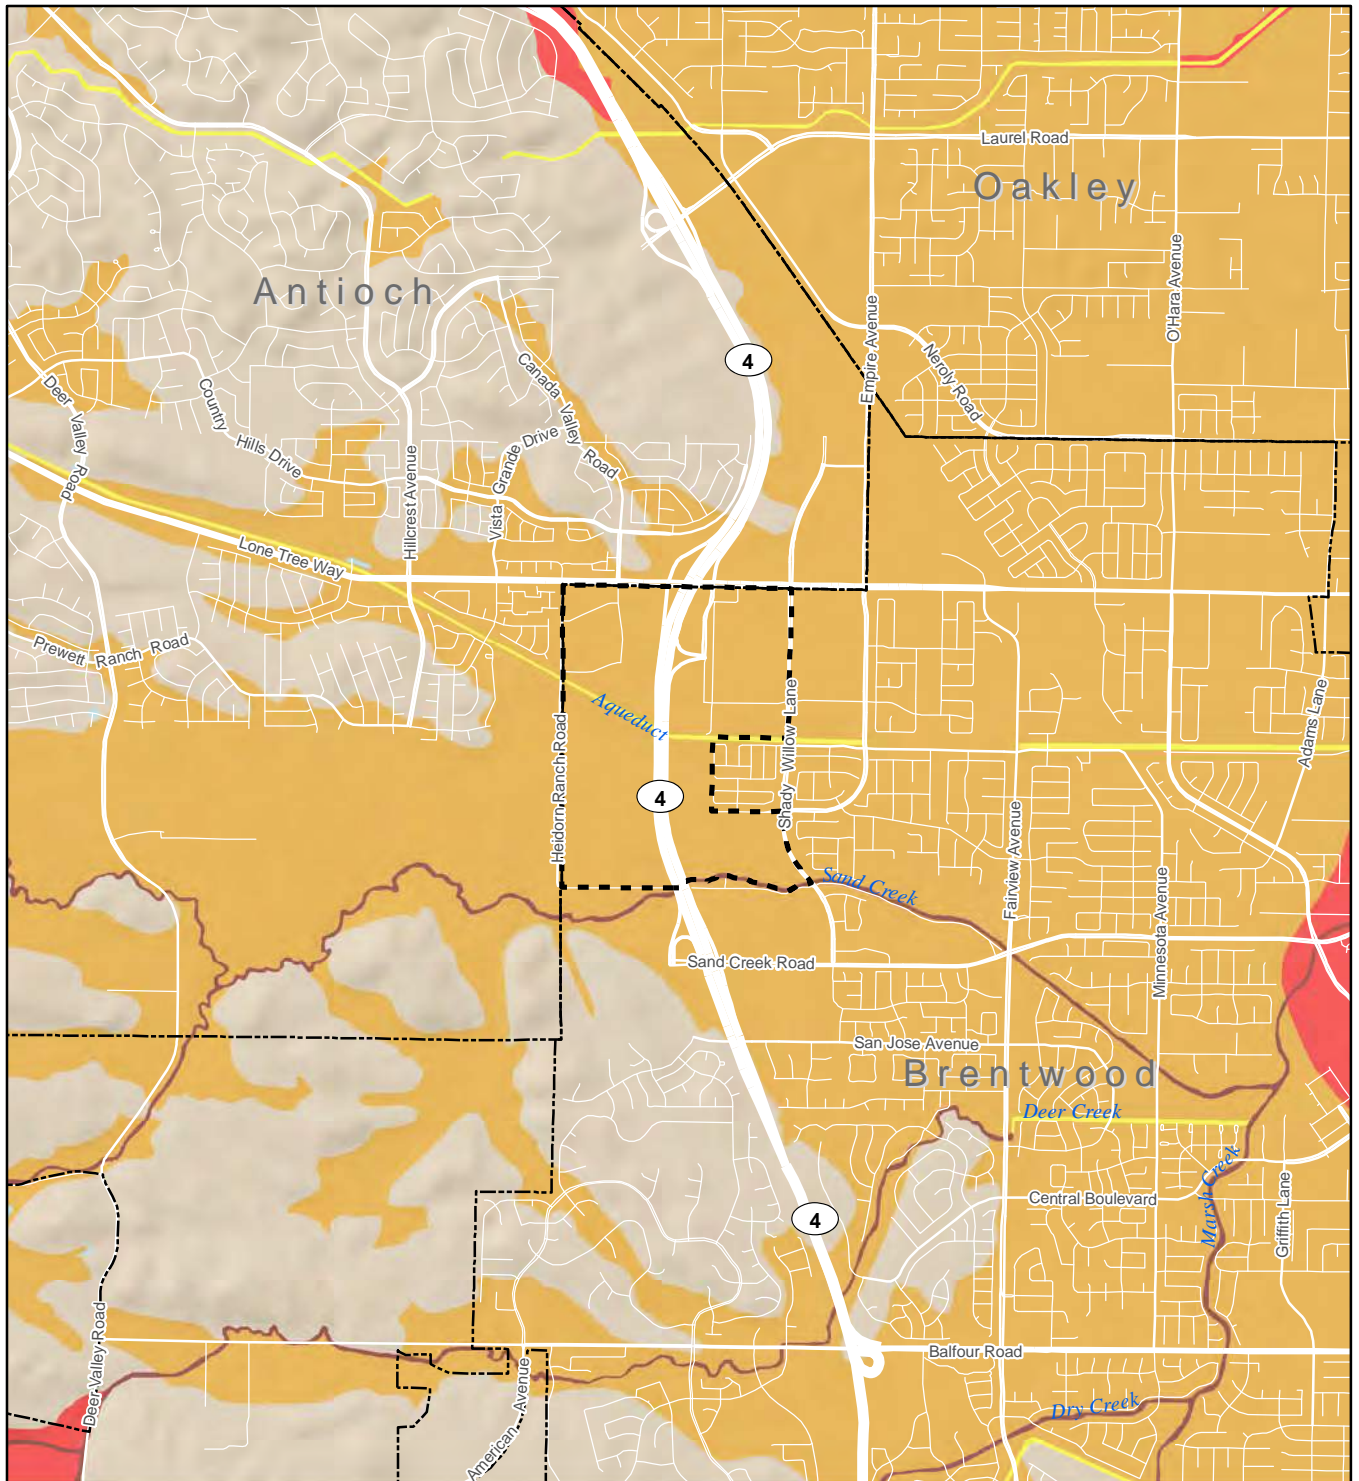 Laurel Road
Oakley
O'Hara Avenue
Antioch
Empire Avenue
4
Neroly Road
Canada Valley Road
Deer Valley Road
Country Hills Drive
Vista Grande Drive
Hillcrest Avenue
Lone Tree Way
Prewett Ranch Road
Aqueduct
Shady Willow Lane
Adams Lane
Heidorn Ranch Road
4
Fairview Avenue
Sand Creek
Minnesota Avenue
Sand Creek Road
San Jose Avenue
Brentwood
Deer Creek
Marsh Creek
Central Boulevard
Griffith Lane
4
Deer Valley Road
Balfour Road
American Avenue
Dry Creek